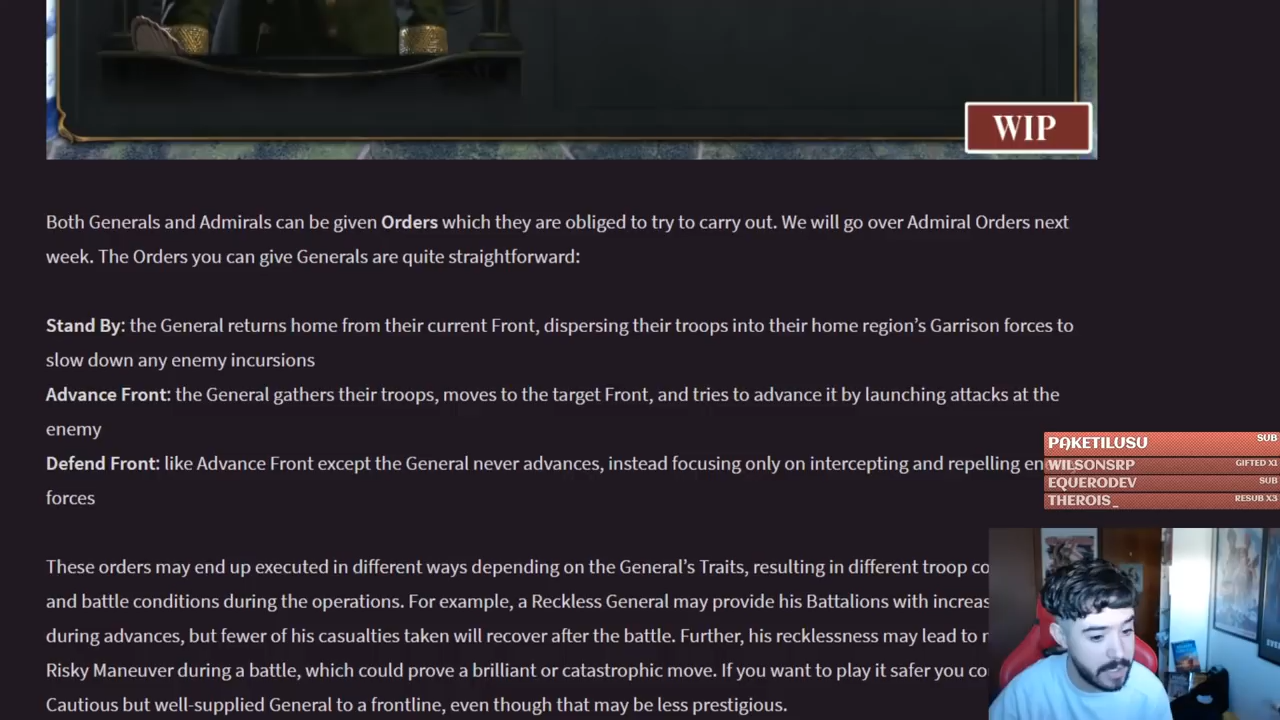 WIP
Both Generals and Admirals can be given Orders which they are obliged to try to carry out. We will go over Admiral Orders next
week. The Orders you can give Generals are quite straightforward:
Stand By: the General returns home from their current Front, dispersing their troops into their home region's Garrison forces to
slow down any enemy incursions
Advance Front: the General gathers their troops, moves to the target Front, and tries to advance it by launching attacks at the
enemy
Defend Front: like Advance Front except the General never advances, instead focusing only on intercepting and repelling
forces
PAKETILUSU SUB
WILSONSRP GIFTED X1
EQUERODEV SUB
THEROIS_ RESUB X3
These orders may end up executed in different ways depending on the General's Traits, resulting in different troop
and battle conditions during the operations. For example, a Reckless General may provide his Battalions with
during advances, but fewer of his casualties taken will recover after the battle. Further, his recklessness may lead to
Risky Maneuver during a battle, which could prove a brilliant or catastrophic move. If you want to play it safer you
Cautious but well-supplied General to a frontline, even though that may be less prestigious.